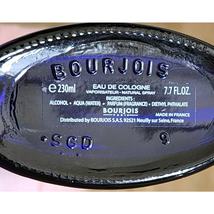 BOURJOIS
EAU DE COLOGNE
℮ 230ml VAPORISATEUR · NATURAL SPRAY 7.7 FL.OZ.
INGREDIENTS:
ALCOHOL • AQUA (WATER) • PARFUM (FRAGRANCE) • DIETHYL PHTHALATE
BOURJOIS MADE IN FRANCE
Distributed by BOURJOIS S.A.S. 92521 Neuilly sur Seine, France
SGD 9